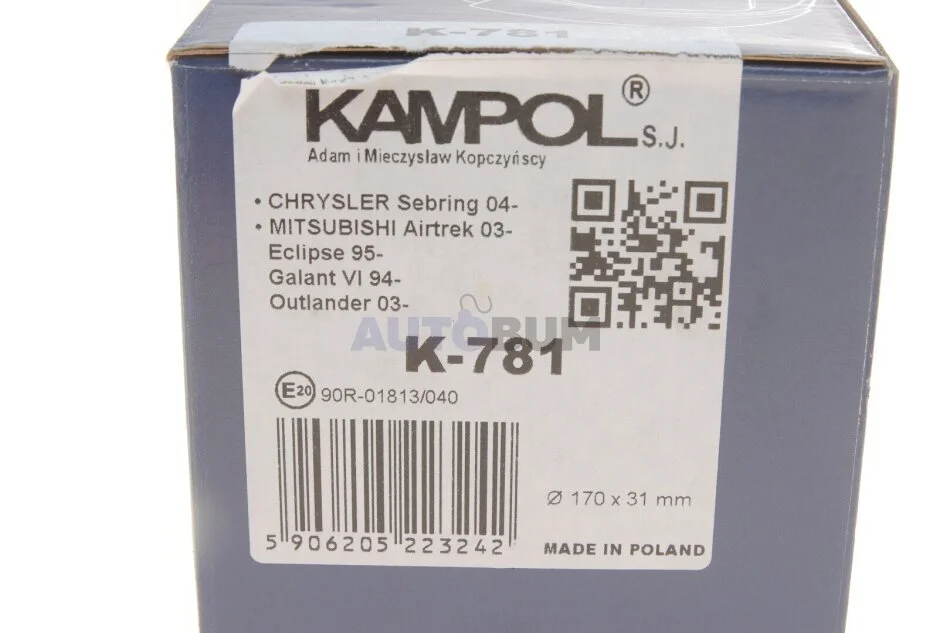 K-781
KAMPOL® S.J.
Adam i Mieczysław Kopczyńscy
• CHRYSLER Sebring 04-
• MITSUBISHI Airtrek 03-
Eclipse 95-
Galant VI 94-
Outlander 03-
AUTOBUM
K-781
E20 90R-01813/040
Ø 170 x 31 mm
5 906205 223242
MADE IN POLAND